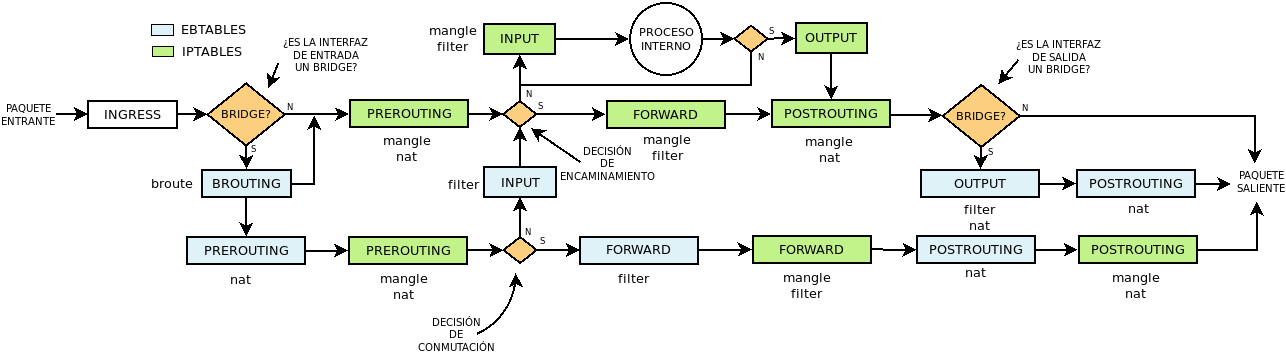 EBTABLES
IPTABLES
¿ES LA INTERFAZ
DE ENTRADA
UN BRIDGE?
PAQUETE
ENTRANTE
INGRESS
BRIDGE?
N
S
broute
BROUTING
PREROUTING
mangle
nat
mangle
filter
INPUT
PROCESO
INTERNO
S
N
OUTPUT
N
S
FORWARD
mangle
filter
POSTROUTING
mangle
nat
DECISIÓN
DE
ENCAMINAMIENTO
filter
INPUT
¿ES LA INTERFAZ
DE SALIDA
UN BRIDGE?
BRIDGE?
N
S
OUTPUT
filter
nat
POSTROUTING
nat
PAQUETE
SALIENTE
PREROUTING
nat
PREROUTING
mangle
nat
N
S
DECISIÓN
DE
CONMUTACIÓN
FORWARD
filter
FORWARD
mangle
filter
POSTROUTING
nat
POSTROUTING
mangle
nat